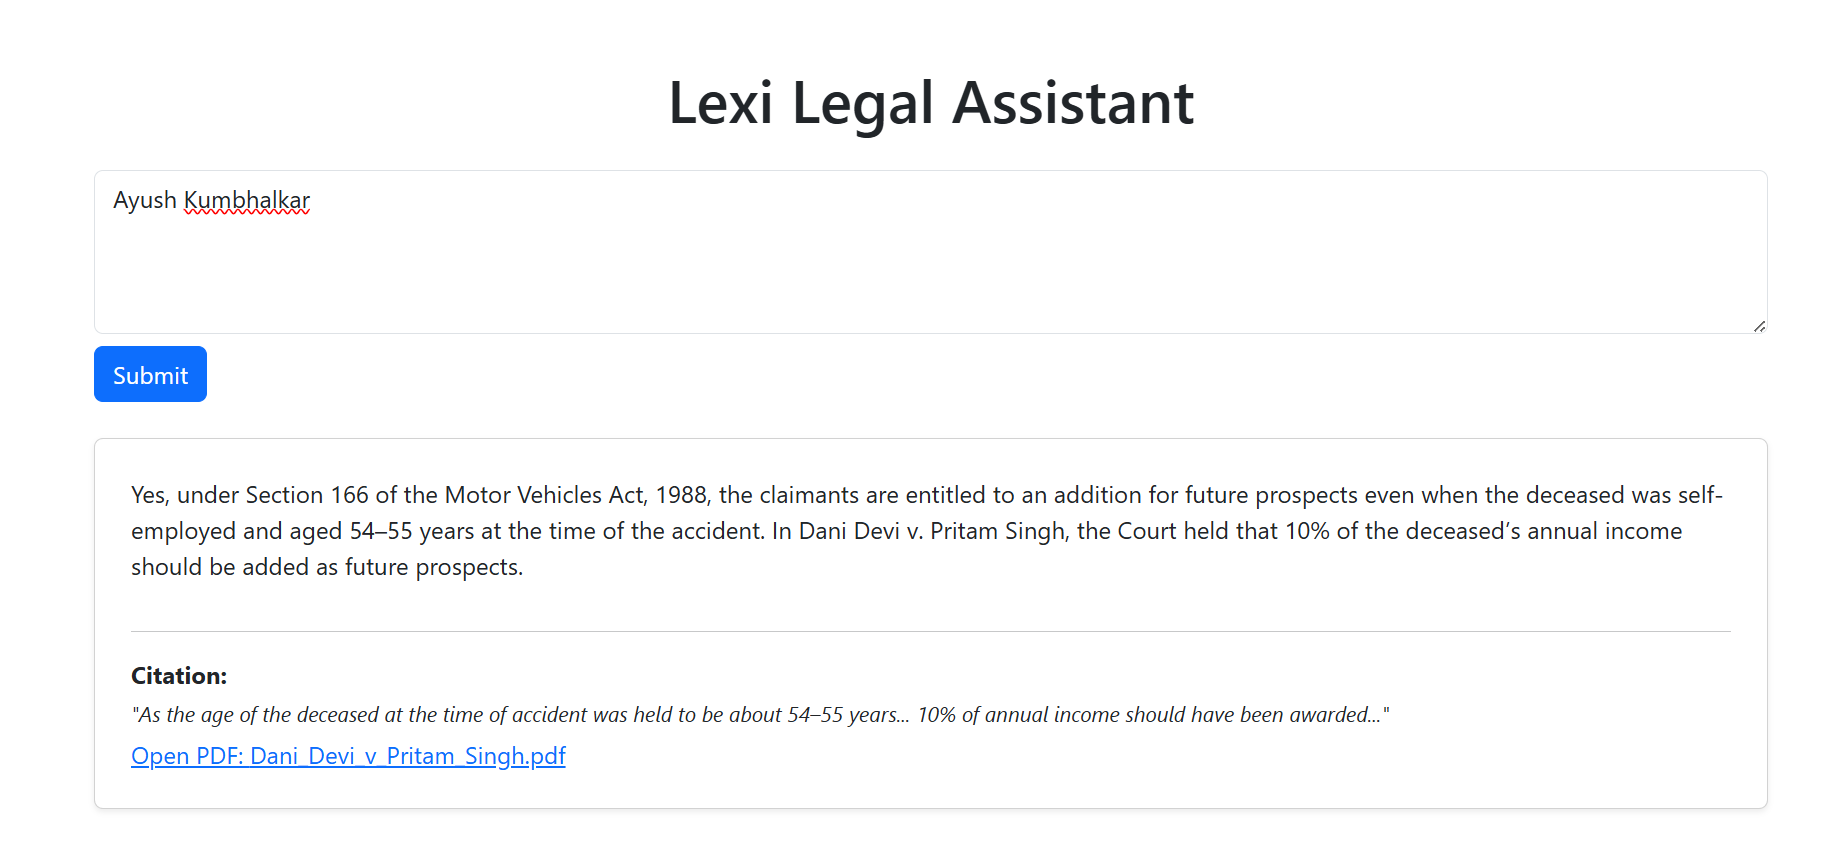 Lexi Legal Assistant
Ayush Kumbhalkar
Submit
Yes, under Section 166 of the Motor Vehicles Act, 1988, the claimants are entitled to an addition for future prospects even when the deceased was self-
employed and aged 54–55 years at the time of the accident. In Dani Devi v. Pritam Singh, the Court held that 10% of the deceased’s annual income
should be added as future prospects.
Citation:
"As the age of the deceased at the time of accident was held to be about 54–55 years... 10% of annual income should have been awarded..."
Open PDF: Dani_Devi_v_Pritam_Singh.pdf